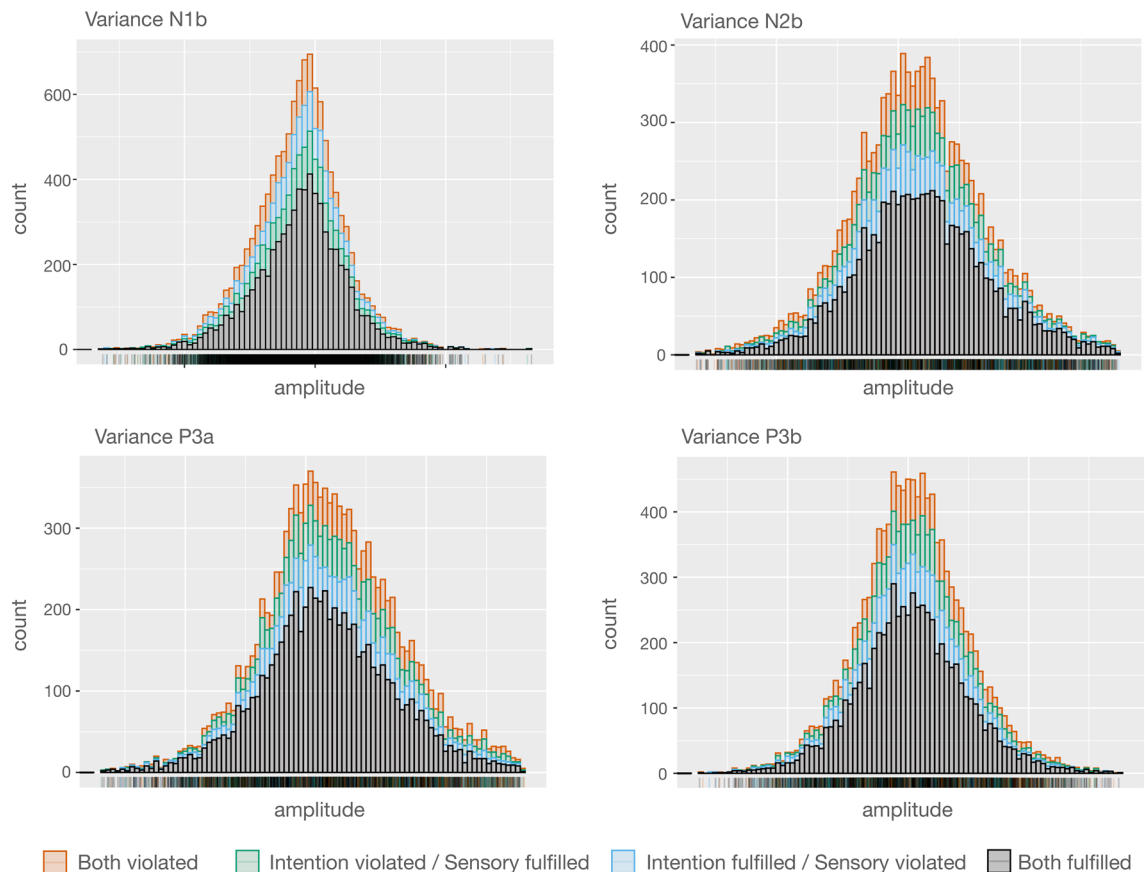 Variance N1b
count
600
400
200
0
amplitude
Variance N2b
count
400
300
200
100
0
amplitude
Variance P3a
count
300
200
100
0
amplitude
Variance P3b
count
400
300
200
100
0
amplitude
Both violated
Intention violated / Sensory fulfilled
Intention fulfilled / Sensory violated
Both fulfilled